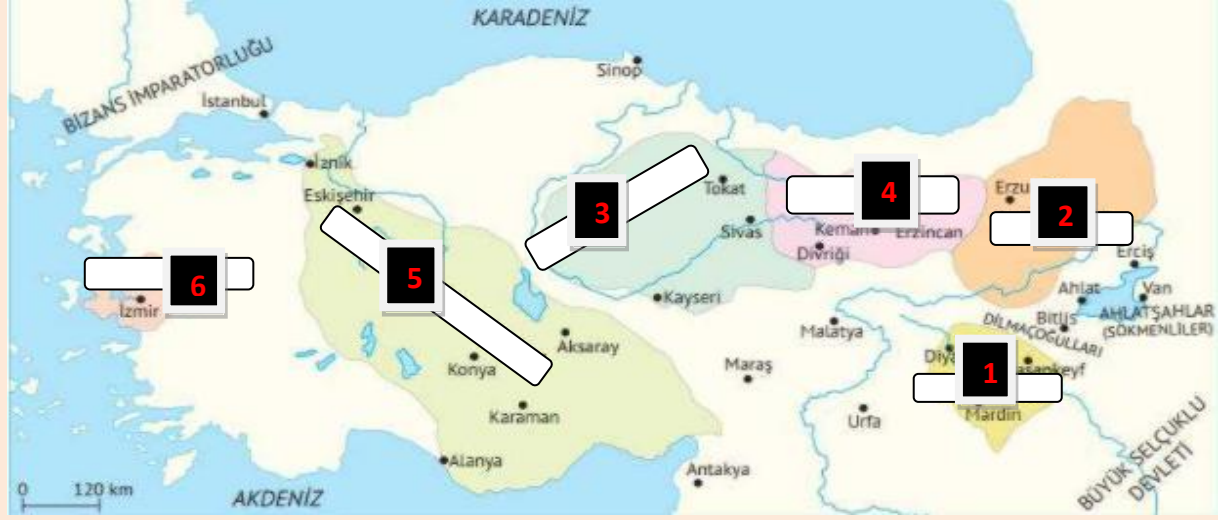 KARADENİZ
Sinop
BİZANS İMPARATORLUĞU
İstanbul
İznik
Eskişehir
Tokat
4
Erzu
3
2
Sivas
Kemah
Erzincan
Divriği
Erciş
5
6
Ahlat
Van
Kayseri
İzmir
AHLATŞAHLAR
(SÖKMENLİLER)
Bitlis
DİLMAÇOĞULLARI
Malatya
Aksaray
Diya
asankeyf
1
Konya
Maraş
Mardin
Karaman
Urfa
BÜYÜK SELÇUKLU
DEVLETİ
Alanya
Antakya
0 120 km
AKDENİZ